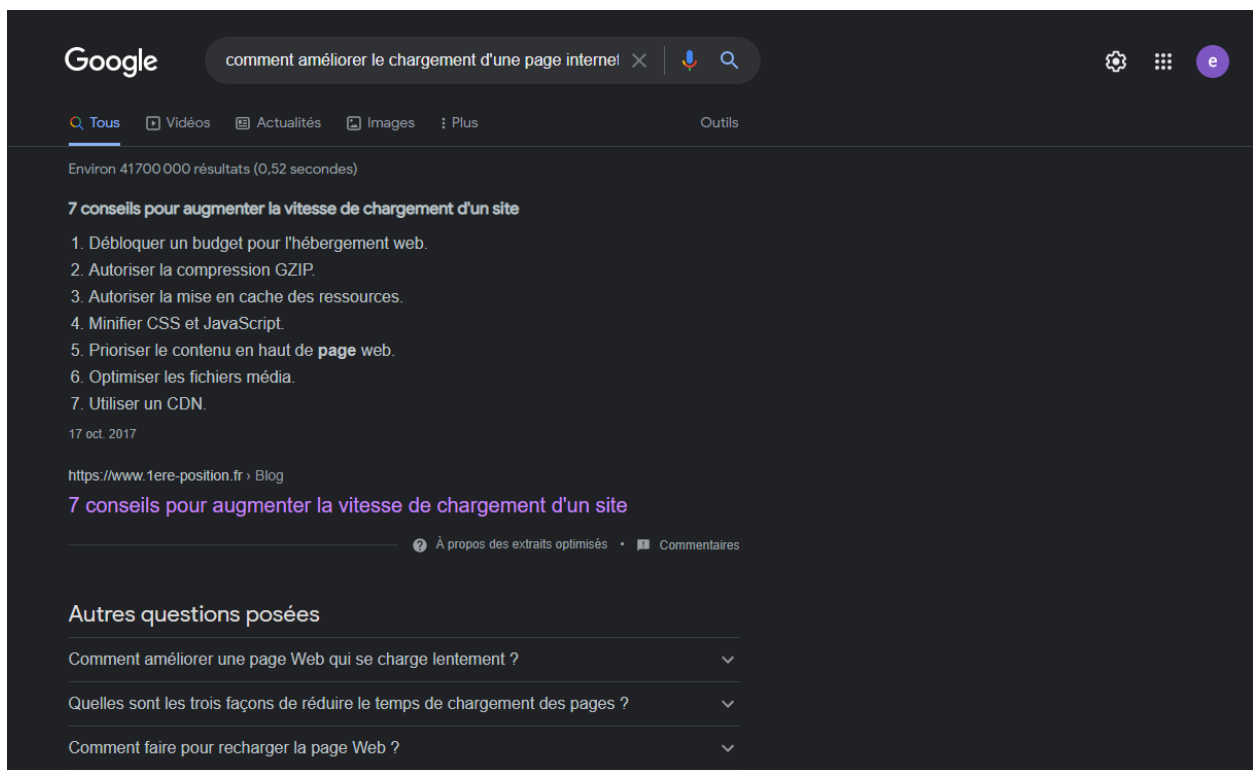 Google
comment améliorer le chargement d'une page internet
e
Tous Vidéos Actualités Images Plus Outils
Environ 41 700 000 résultats (0,52 secondes)
7 conseils pour augmenter la vitesse de chargement d'un site
1. Débloquer un budget pour l'hébergement web.
2. Autoriser la compression GZIP.
3. Autoriser la mise en cache des ressources.
4. Minifier CSS et JavaScript.
5. Prioriser le contenu en haut de page web.
6. Optimiser les fichiers média.
7. Utiliser un CDN.
17 oct. 2017
https://www.1ere-position.fr › Blog
7 conseils pour augmenter la vitesse de chargement d'un site
À propos des extraits optimisés • Commentaires
Autres questions posées
Comment améliorer une page Web qui se charge lentement ?
Quelles sont les trois façons de réduire le temps de chargement des pages ?
Comment faire pour recharger la page Web ?